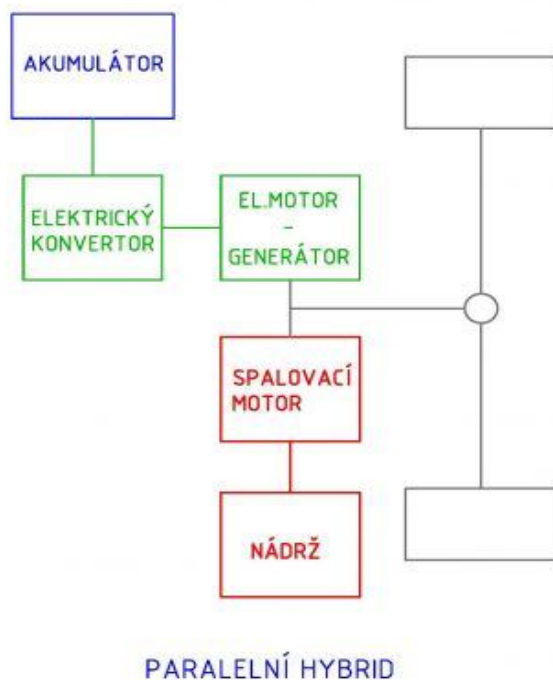 AKUMULÁTOR
ELEKTRICKÝ
KONVERTOR
EL.MOTOR
-
GENERÁTOR
SPALOVACÍ
MOTOR
NÁDRŽ
PARALELNÍ HYBRID